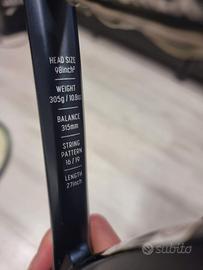 HEAD SIZE
98inch²
WEIGHT
305g / 10.8oz
BALANCE
315mm
STRING
PATTERN
16 / 19
LENGTH
27inch
subito